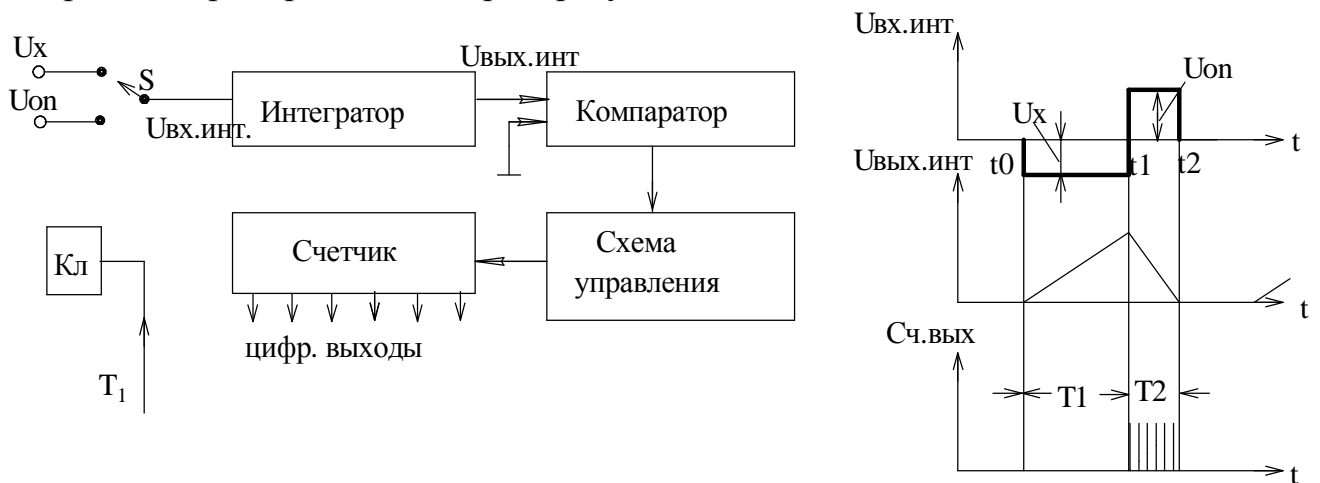 Ux
Uon
S
Uвх.инт.
Интегратор
Uвых.инт
Компаратор
Кл
T1
Счетчик
цифр. выходы
Схема
управления
Uвх.инт
Uon
Ux
t
Uвых.инт
t0
t1
t2
t
Сч.вых
T1
T2
t